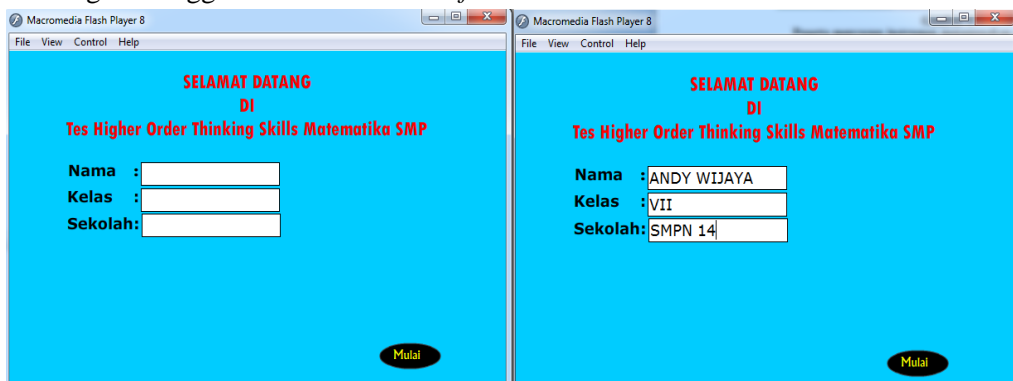 Macromedia Flash Player 8
File View Control Help
SELAMAT DATANG
DI
Tes Higher Order Thinking Skills Matematika SMP
Nama :
Kelas :
Sekolah:
Mulai
Macromedia Flash Player 8
File View Control Help
SELAMAT DATANG
DI
Tes Higher Order Thinking Skills Matematika SMP
Nama : ANDY WIJAYA
Kelas : VII
Sekolah: SMPN 14
Mulai